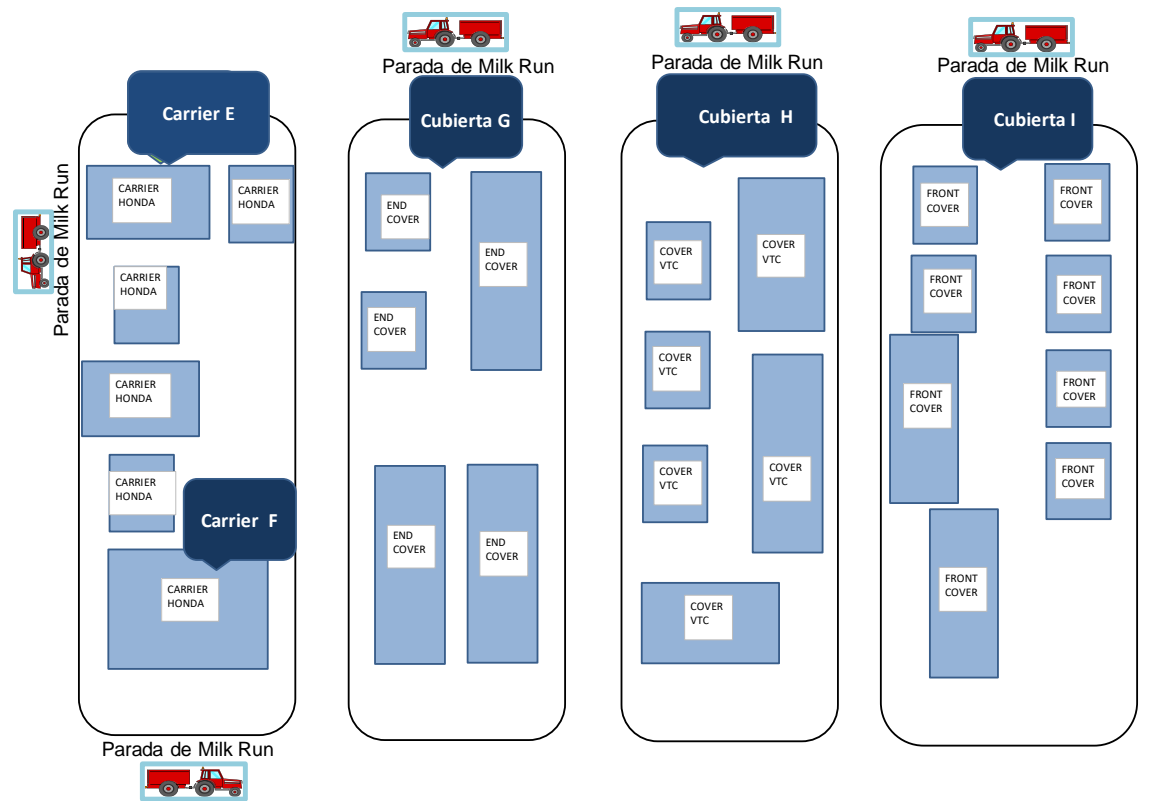 Parada de Milk Run
Parada de Milk Run
Parada de Milk Run
Carrier E
Cubierta G
Cubierta H
Cubierta I
Parada de Milk Run
CARRIER
HONDA
CARRIER
HONDA
CARRIER
HONDA
CARRIER
HONDA
CARRIER
HONDA
Carrier F
CARRIER
HONDA
END
COVER
END
COVER
END
COVER
END
COVER
END
COVER
COVER
VTC
COVER
VTC
COVER
VTC
COVER
VTC
COVER
VTC
COVER
VTC
FRONT
COVER
FRONT
COVER
FRONT
COVER
FRONT
COVER
FRONT
COVER
FRONT
COVER
FRONT
COVER
FRONT
COVER
Parada de Milk Run